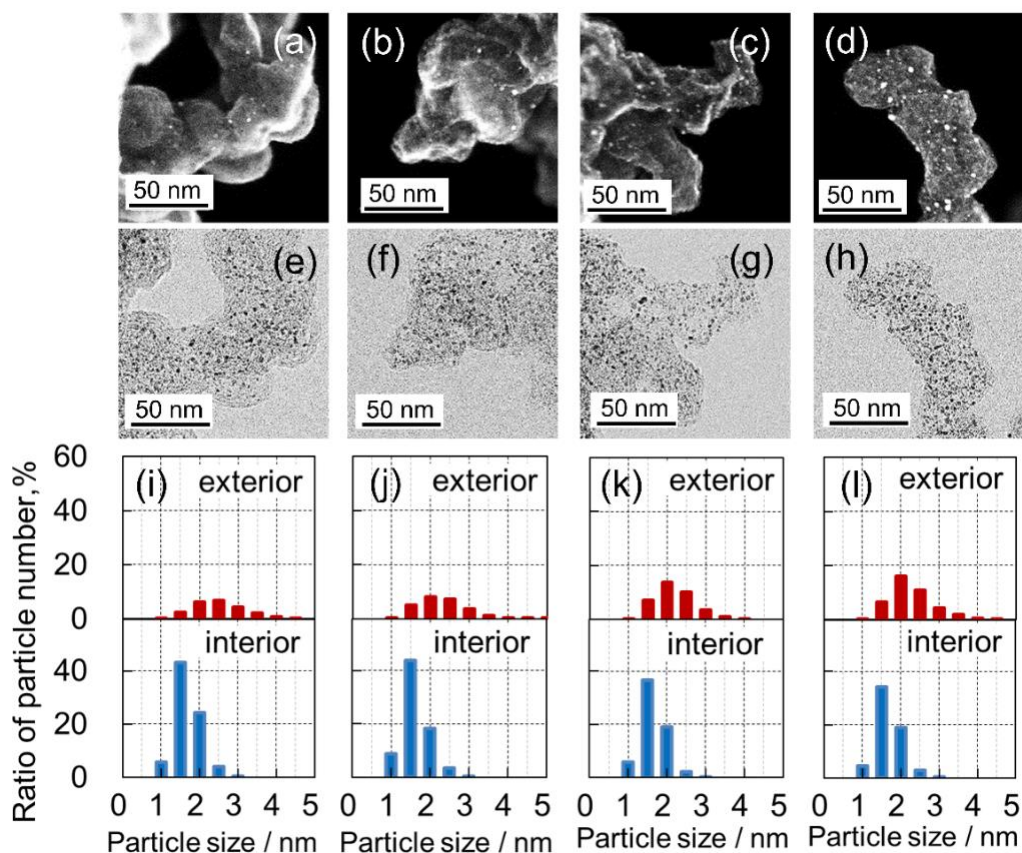 (a)
(b)
(c)
(d)
50 nm
50 nm
50 nm
50 nm
(e)
(f)
(g)
(h)
50 nm
50 nm
50 nm
50 nm
Ratio of particle number,%
60
40
20
0
40
20
0
(i)
exterior
interior
(j)
exterior
interior
(k)
exterior
interior
(l)
exterior
interior
0 1 2 3 4 5
0 1 2 3 4 5
0 1 2 3 4 5
0 1 2 3 4 5
Particle size / nm
Particle size / nm
Particle size / nm
Particle size / nm